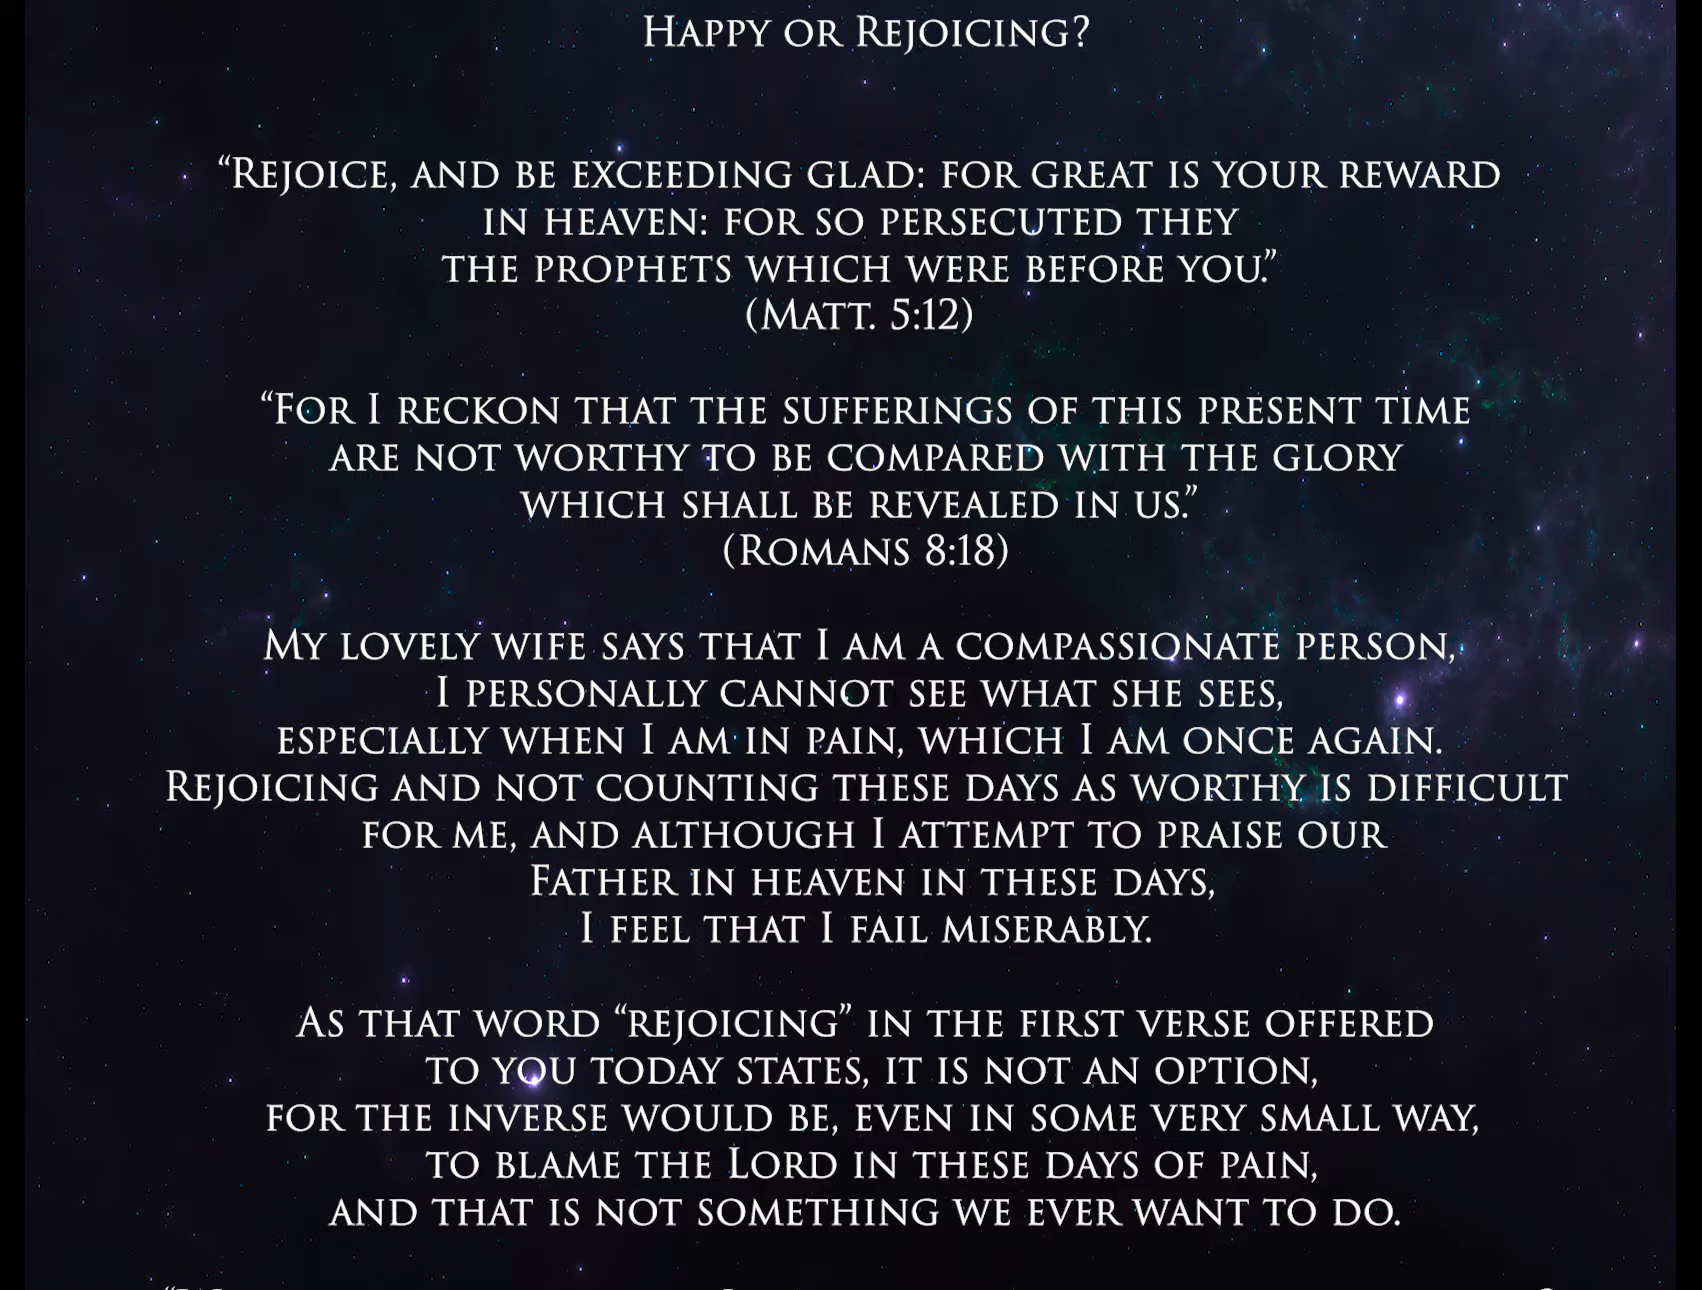 Happy or Rejoicing?
“Rejoice, and be exceeding glad: for great is your reward
in heaven: for so persecuted they
the prophets which were before you.”
(Matt. 5:12)
“For I reckon that the sufferings of this present time
are not worthy to be compared with the glory
which shall be revealed in us.”
(Romans 8:18)
My lovely wife says that I am a compassionate person,
I personally cannot see what she sees,
especially when I am in pain, which I am once again.
Rejoicing and not counting these days as worthy is difficult
for me, and although I attempt to praise our
Father in heaven in these days,
I feel that I fail miserably.
As that word “rejoicing” in the first verse offered
to you today states, it is not an option,
for the inverse would be, even in some very small way,
to blame the Lord in these days of pain,
and that is not something we ever want to do.